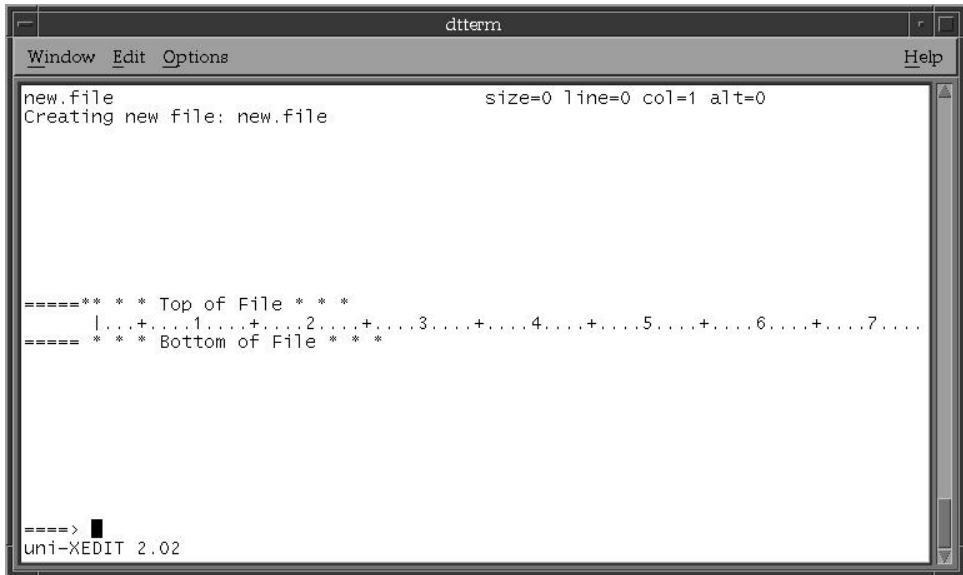 dtterm
Window Edit Options Help
new.file size=0 line=0 col=1 alt=0
Creating new file: new.file
=====** * * Top of File * * *
|...+....1....+....2....+....3....+....4....+....5....+....6....+....7....
===== * * * Bottom of File * * *
====>
uni-XEDIT 2.02